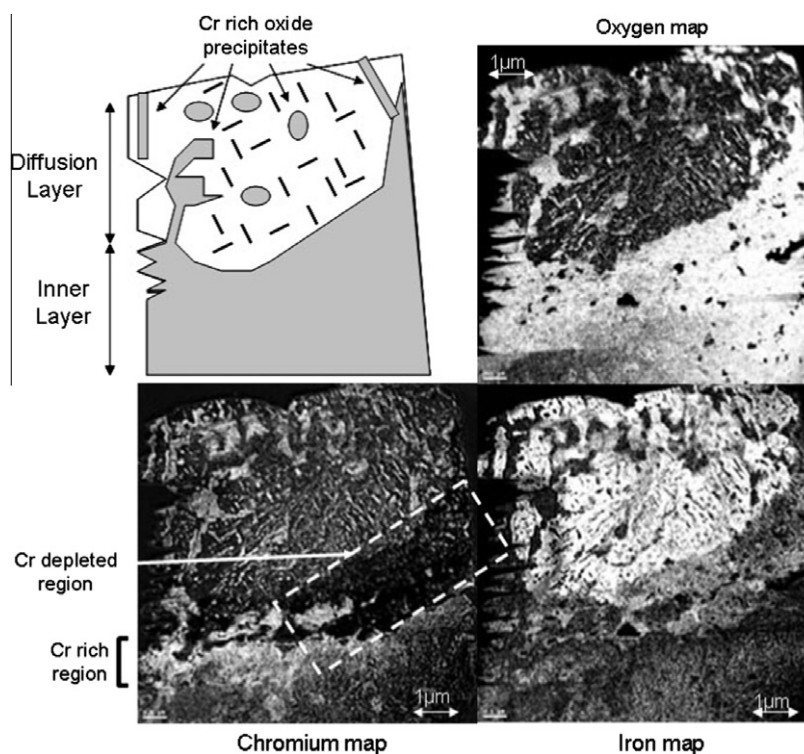 Cr rich oxide
precipitates
Oxygen map
1μm
Diffusion
Layer
Inner
Layer
Cr depleted
region
Cr rich
region
1μm
1μm
Chromium map
Iron map